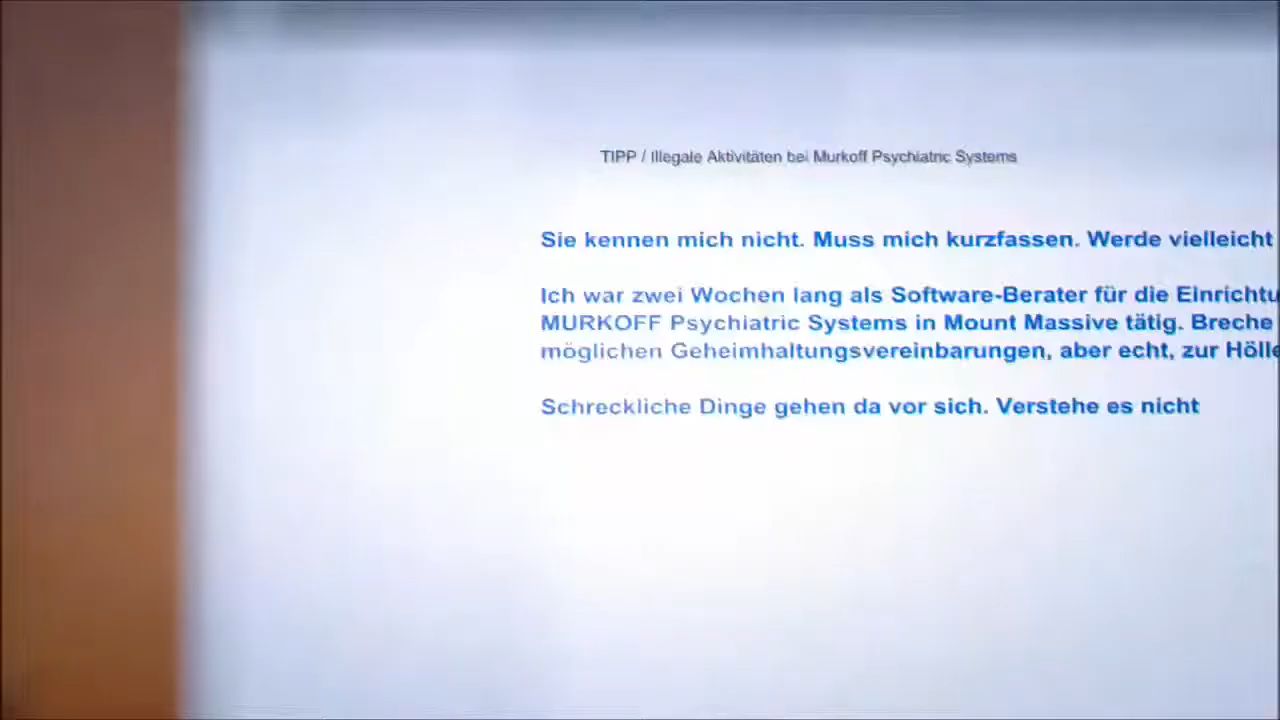 TIPP / Illegale Aktivitäten bei Murkoff Psychiatric Systems
Sie kennen mich nicht. Muss mich kurzfassen. Werde vielleicht
Ich war zwei Wochen lang als Software-Berater für die Einrichtu
MURKOFF Psychiatric Systems in Mount Massive tätig. Breche
möglichen Geheimhaltungsvereinbarungen, aber echt, zur Hölle
Schreckliche Dinge gehen da vor sich. Verstehe es nicht